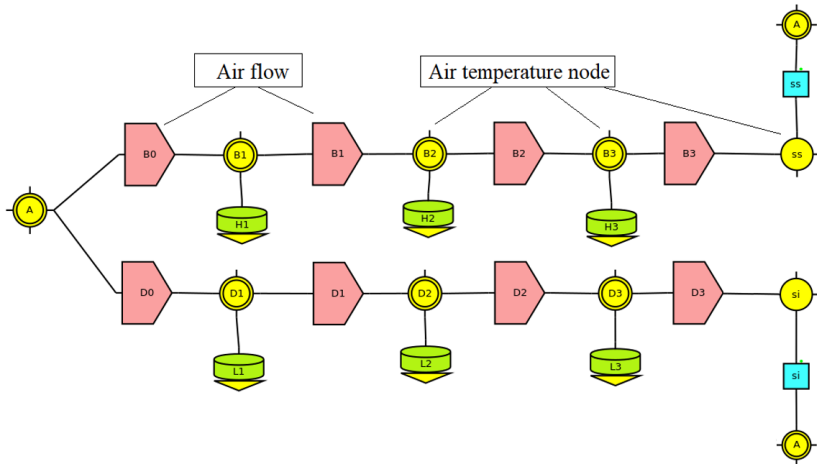 A
ss
Air flow
Air temperature node
B0
B1
B1
B2
B2
B3
B3
ss
H1
H2
H3
A
D0
D1
D1
D2
D2
D3
D3
si
L1
L2
L3
si
A